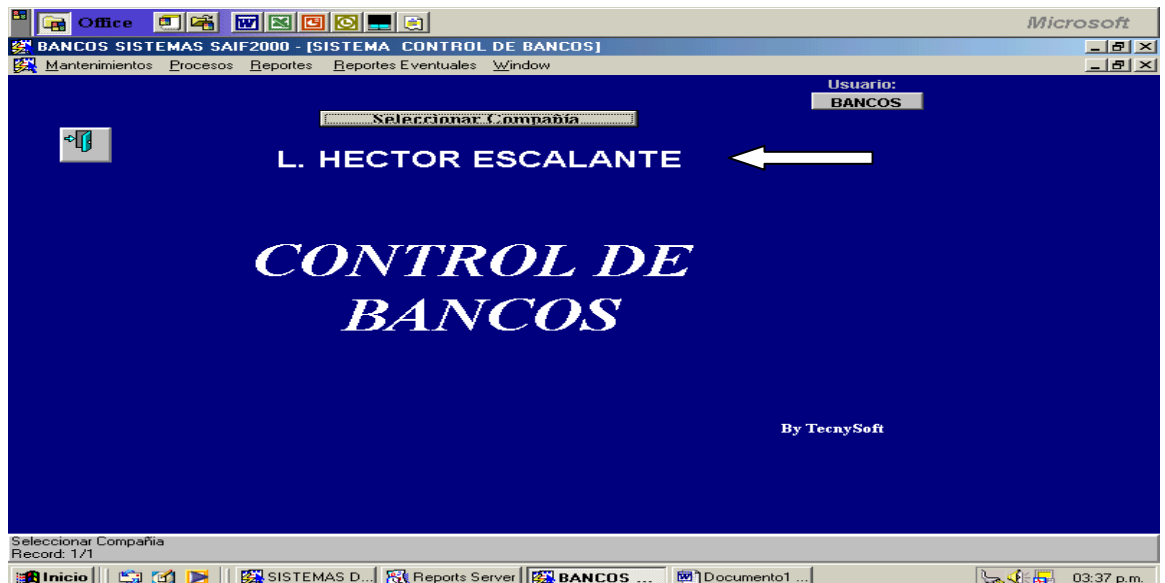 Office Microsoft
BANCOS SISTEMAS SAIF2000 - [SISTEMA CONTROL DE BANCOS]
Mantenimientos Procesos Reportes Reportes Eventuales Window
Usuario:
BANCOS
Seleccionar Compañía
L. HECTOR ESCALANTE
CONTROL DE
BANCOS
By TecnySoft
Seleccionar Compañia
Record: 1/1
Inicio SISTEMAS D... Reports Server BANCOS ... Documento1 ... 03:37 p.m.